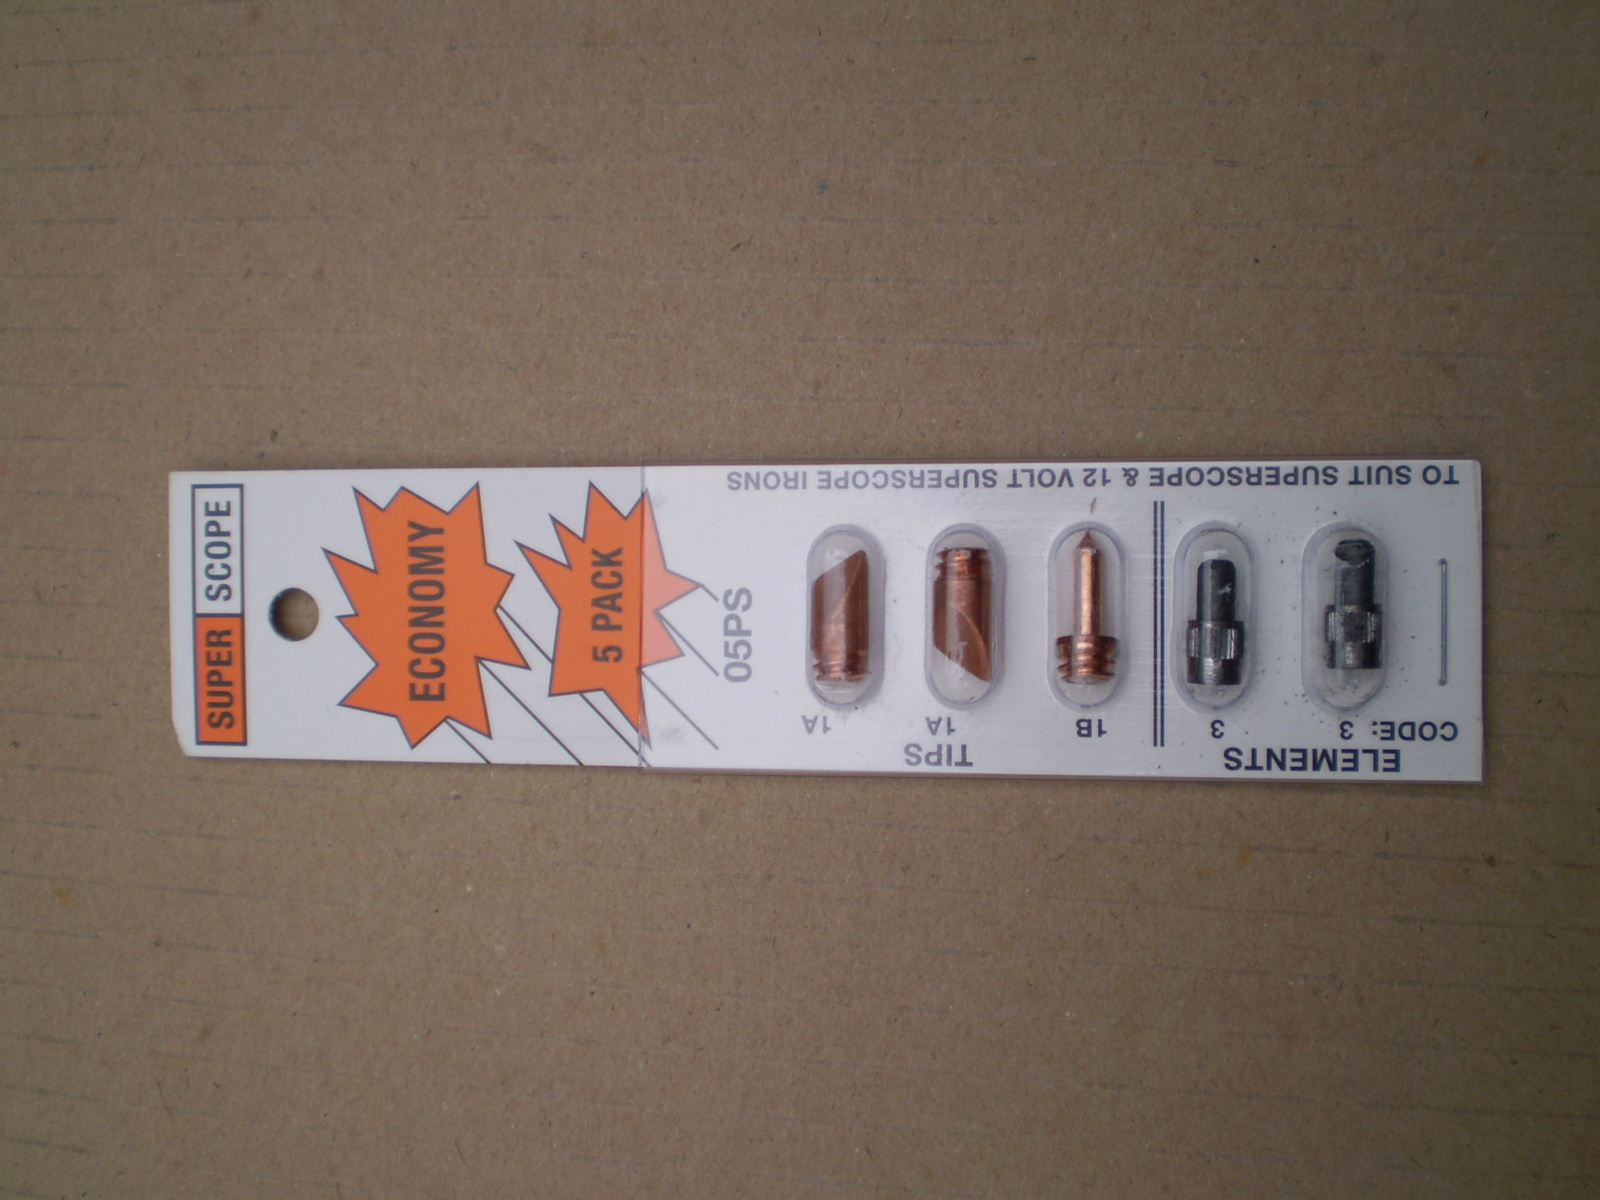 SUPER SCOPE
ECONOMY
5 PACK
05PS
TO SUIT SUPERSCOPE & 12 VOLT SUPERSCOPE IRONS
CODE: 3 3 1B 1A 1A
ELEMENTS TIPS